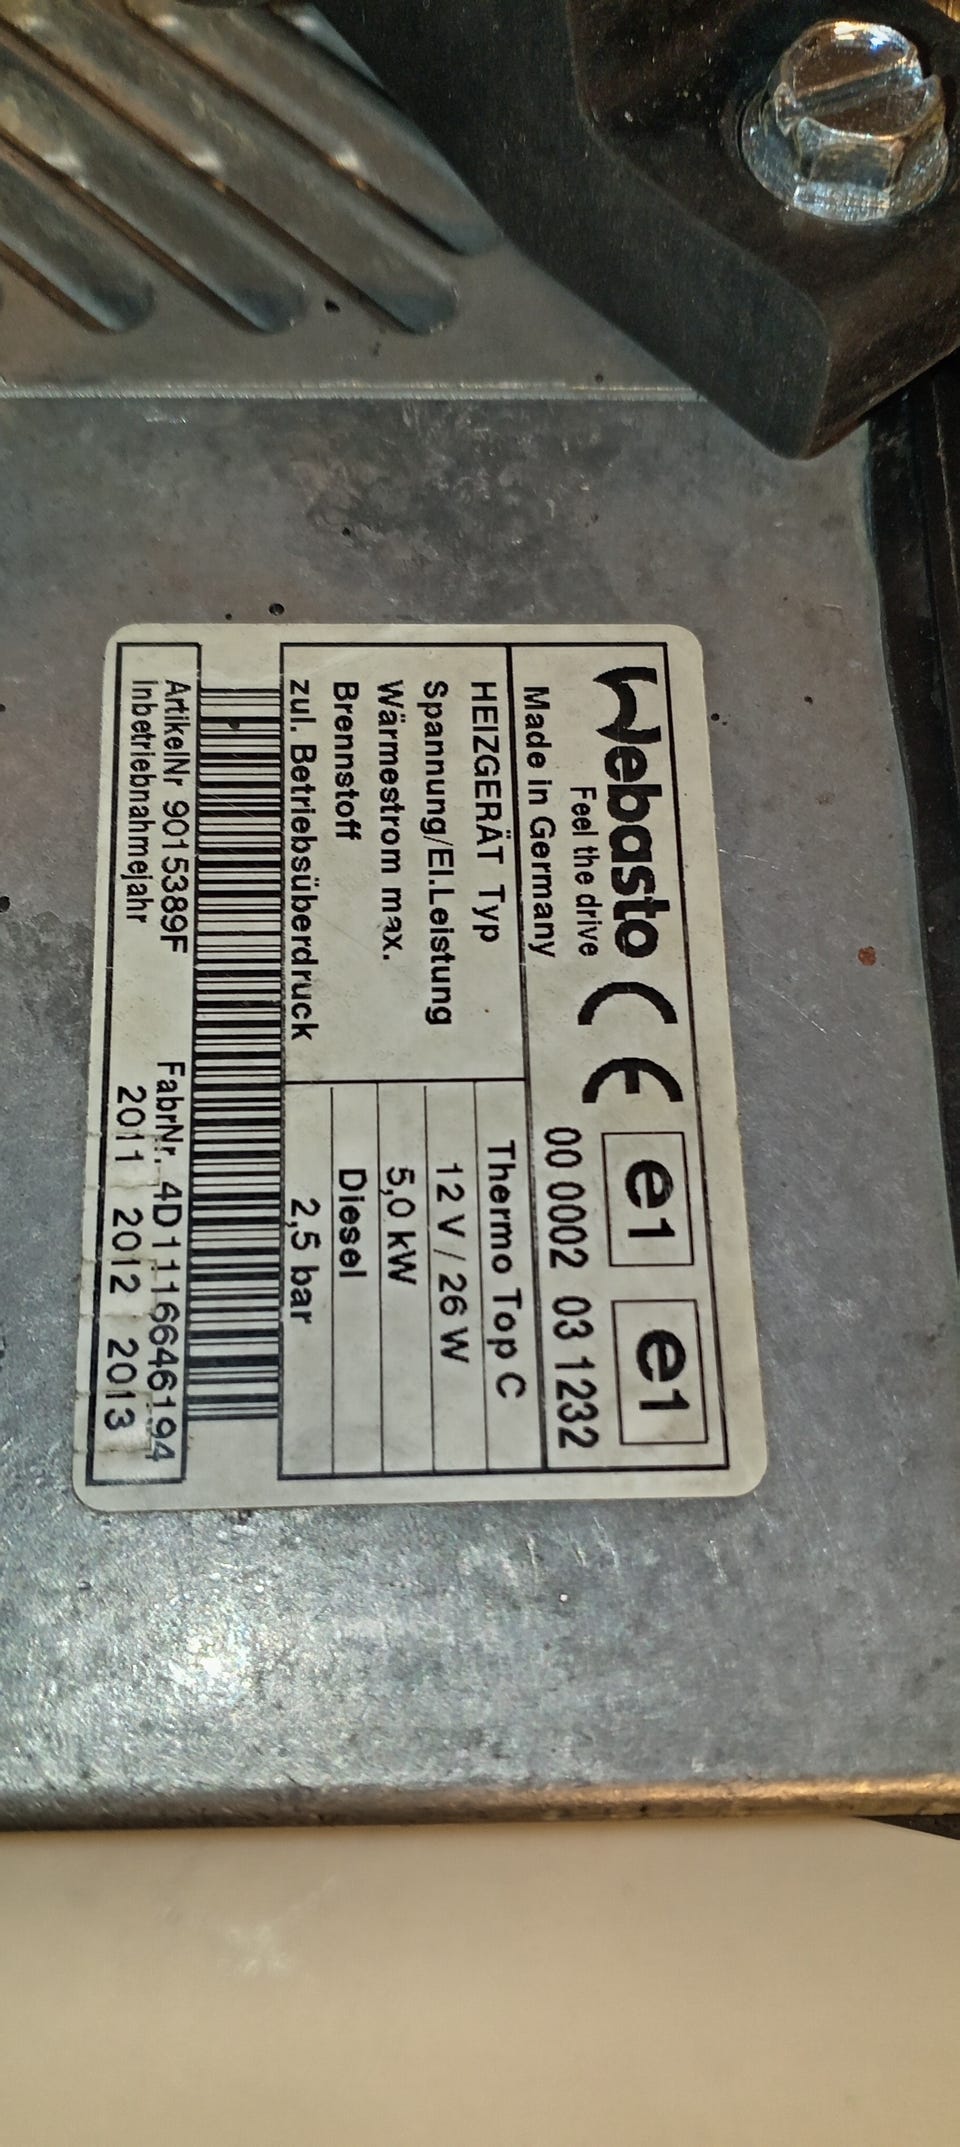 Webasto CE e1 e1
Feel the drive 00 0002 03 1232
Made in Germany
HEIZGERÄT Typ Thermo Top C
Spannung/El.Leistung 12 V / 26 W
Wärmestrom max. 5,0 kW
Brennstoff Diesel
zul. Betriebsüberdruck 2,5 bar
ArtikelNr 9015389F FabrNr. 4D1116646194
Inbetriebnahmejahr 2011 2012 2013